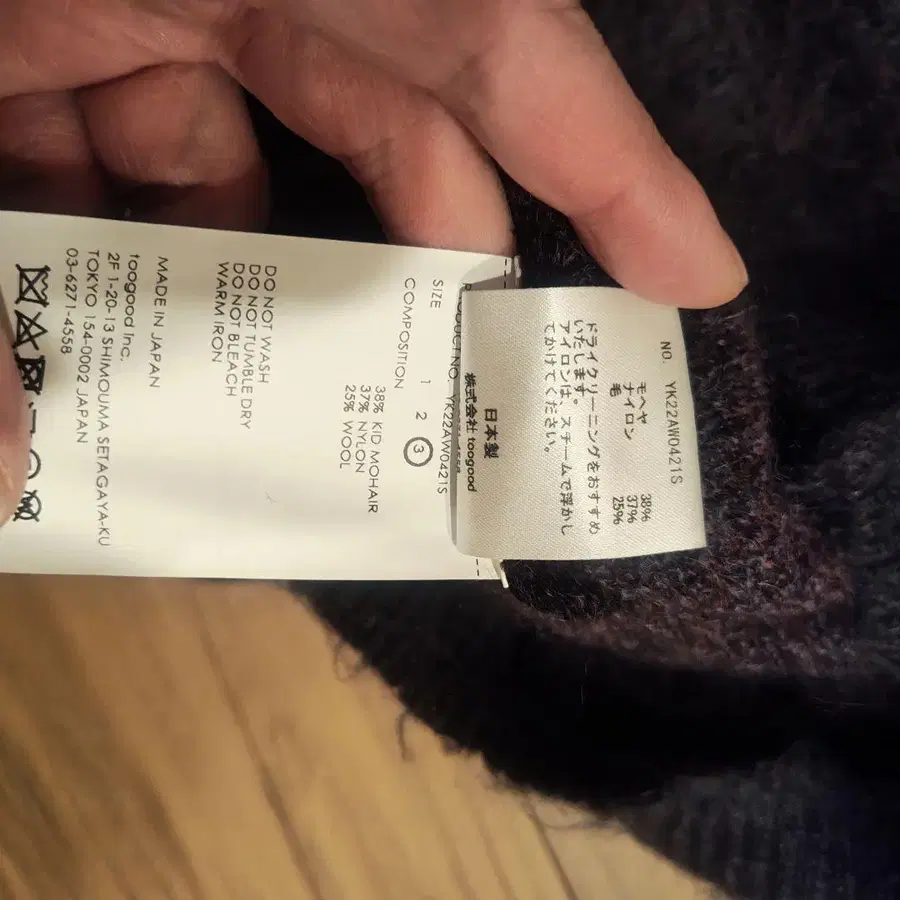 NO. YK22AW0421S
モヘヤ 38%
ナイロン 37%
毛 25%
ドライクリーニングをおすすめ
いたします。
アイロンは、スチームで浮かし
てかけてください。
日本製
株式会社 toogood
YK22AW0421S
SIZE 1 2 3
COMPOSITION
38% KID MOHAIR
37% NYLON
25% WOOL
DO NOT WASH
DO NOT TUMBLE DRY
DO NOT BLEACH
WARM IRON
MADE IN JAPAN
toogood Inc.
2F 1-20-13 SHIMOUMA SETAGAYA-KU
TOKYO 154-0002 JAPAN
03-6271-4558